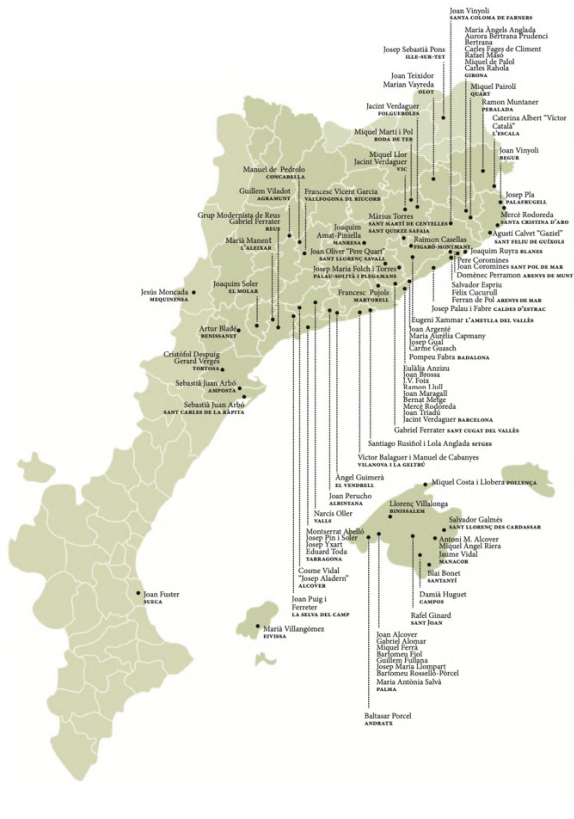 Joan Vinyoli
SANTA COLOMA DE FARNERS
Maria Àngels Anglada
Aurora Bertrana Prudenci
Bertrana
Carles Fages de Climent
Rafael Masó
Miquel de Palol
Carles Rahola
GIRONA
Josep Sebastià Pons
ILLE-SUR-TET
Joan Teixidor
Marian Vayreda
OLOT
Miquel Pairolí
QUART
Ramon Muntaner
PERALADA
Jacint Verdaguer
FOLGUEROLES
Caterina Albert "Víctor
Català"
L'ESCALA
Miquel Martí i Pol
RODA DE TER
Joan Vinyoli
BEGUR
Miquel Llor
Jacint Verdaguer
VIC
Manuel de Pedrolo
CONCABELLA
Guillem Viladot
AGRAMUNT
Francesc Vicent Garcia
VALLFOGONA DE RIUCORB
Josep Pla
PALAFRUGELL
Grup Modernista de Reus
Gabriel Ferrater
REUS
Màrius Torres
SANT MARTÍ DE CENTELLES
SANT QUIRZE SAFAJA
Mercè Rodoreda
SANTA CRISTINA D'ARO
Joaquim
Amat-Piniella
MANRESA
Agustí Calvet "Gaziel"
SANT FELIU DE GUÍXOLS
Marià Manent
L'ALEIXAR
Raimon Casellas
FIGARÓ-MONTMANY
Joan Oliver "Pere Quart"
SANT LLORENÇ SAVALL
Joaquim Ruyra BLANES
Pere Coromines
Joan Coromines SANT POL DE MAR
Domènec Perramon ARENYS DE MUNT
Josep Maria Folch i Torres
PALAU-SOLITÀ I PLEGAMANS
Joaquim Soler
EL MOLAR
Jesús Moncada
MEQUINENSA
Francesc Pujols
MARTORELL
Salvador Espriu
Fèlix Cucurull
Ferran de Pol ARENYS DE MAR
Josep Palau i Fabre CALDES D'ESTRAC
Eugeni Xammar L'AMETLLA DEL VALLÈS
Artur Bladé
BENISSANET
Joan Argenté
Maria Aurèlia Capmany
Josep Gual
Carme Guasch
Pompeu Fabra BADALONA
Cristòfol Despuig
Gerard Vergés
TORTOSA
Eulàlia Anzizu
Joan Brossa
J.V. Foix
Ramon Llull
Joan Maragall
Bernat Metge
Mercè Rodoreda
Joan Triadú
Jacint Verdaguer BARCELONA
Sebastià Juan Arbó
AMPOSTA
Sebastià Juan Arbó
SANT CARLES DE LA RÀPITA
Gabriel Ferrater SANT CUGAT DEL VALLÈS
Santiago Rusiñol i Lola Anglada SITGES
Víctor Balaguer i Manuel de Cabanyes
VILANOVA I LA GELTRÚ
Àngel Guimerà
EL VENDRELL
Miquel Costa i Llobera POLLENÇA
Joan Perucho
ALBINYANA
Llorenç Villalonga
BINISSALEM
Narcís Oller
VALLS
Salvador Galmés
SANT LLORENÇ DES CARDASSAR
Montserrat Abelló
Josep Pin i Soler
Josep Yxart
Eduard Toda
TARRAGONA
Antoni M. Alcover
Miquel Àngel Riera
Jaume Vidal
MANACOR
Cosme Vidal
"Josep Aladern"
ALCOVER
Blai Bonet
SANTANYÍ
Damià Huguet
CAMPOS
Joan Puig i
Ferreter
LA SELVA DEL CAMP
Joan Fuster
SUECA
Rafel Ginard
SANT JOAN
Marià Villangómez
EIVISSA
Joan Alcover
Gabriel Alomar
Miquel Ferrà
Bartomeu Fiol
Guillem Fullana
Josep Maria Llompart
Bartomeu Rosselló-Pòrcel
Maria Antònia Salvà
PALMA
Baltasar Porcel
ANDRATX